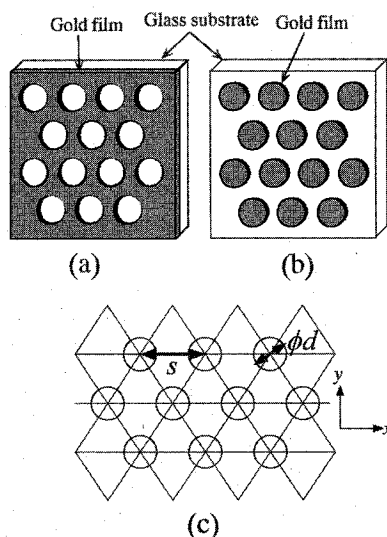 Glass substrate
Gold film
Gold film
(a)
(b)
s
ϕd
y
x
(c)